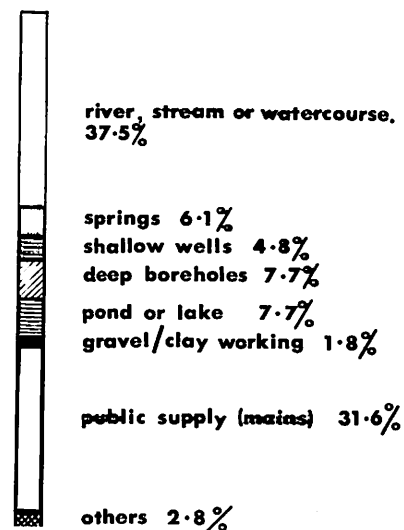 river, stream or watercourse.
37·5%
springs 6·1%
shallow wells 4·8%
deep boreholes 7·7%
pond or lake 7·7%
gravel/clay working 1·8%
public supply (mains) 31·6%
others 2·8%